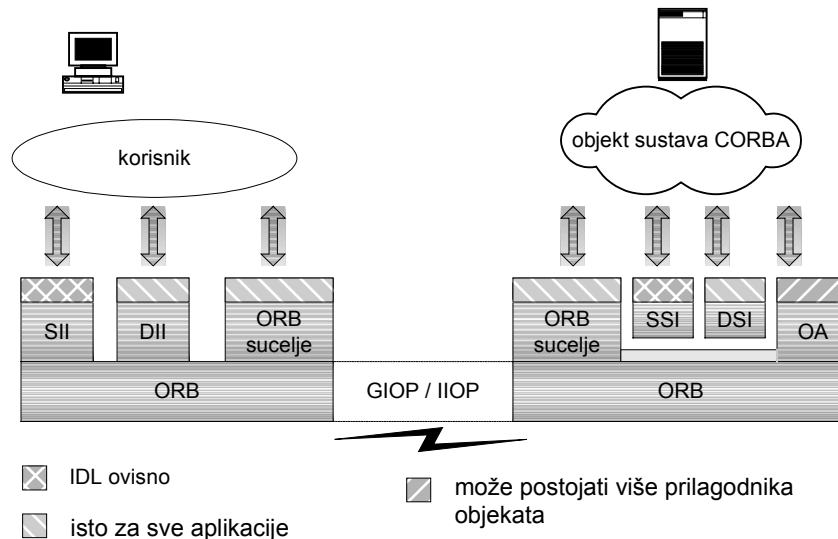 korisnik
objekt sustava CORBA
SII
DII
ORB
sucelje
ORB
sucelje
SSI
DSI
OA
ORB
GIOP / IIOP
ORB
IDL ovisno
isto za sve aplikacije
može postojati više prilagodnika
objekata